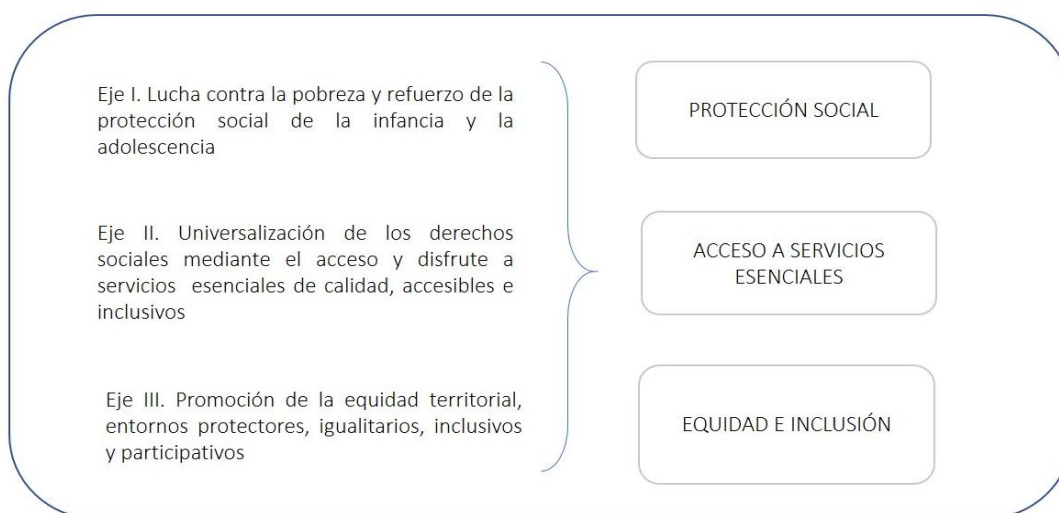 Eje I. Lucha contra la pobreza y refuerzo de la
protección social de la infancia y la
adolescencia
PROTECCIÓN SOCIAL
Eje II. Universalización de los derechos
sociales mediante el acceso y disfrute a
servicios esenciales de calidad, accesibles e
inclusivos
ACCESO A SERVICIOS
ESENCIALES
Eje III. Promoción de la equidad territorial,
entornos protectores, igualitarios, inclusivos
y participativos
EQUIDAD E INCLUSIÓN